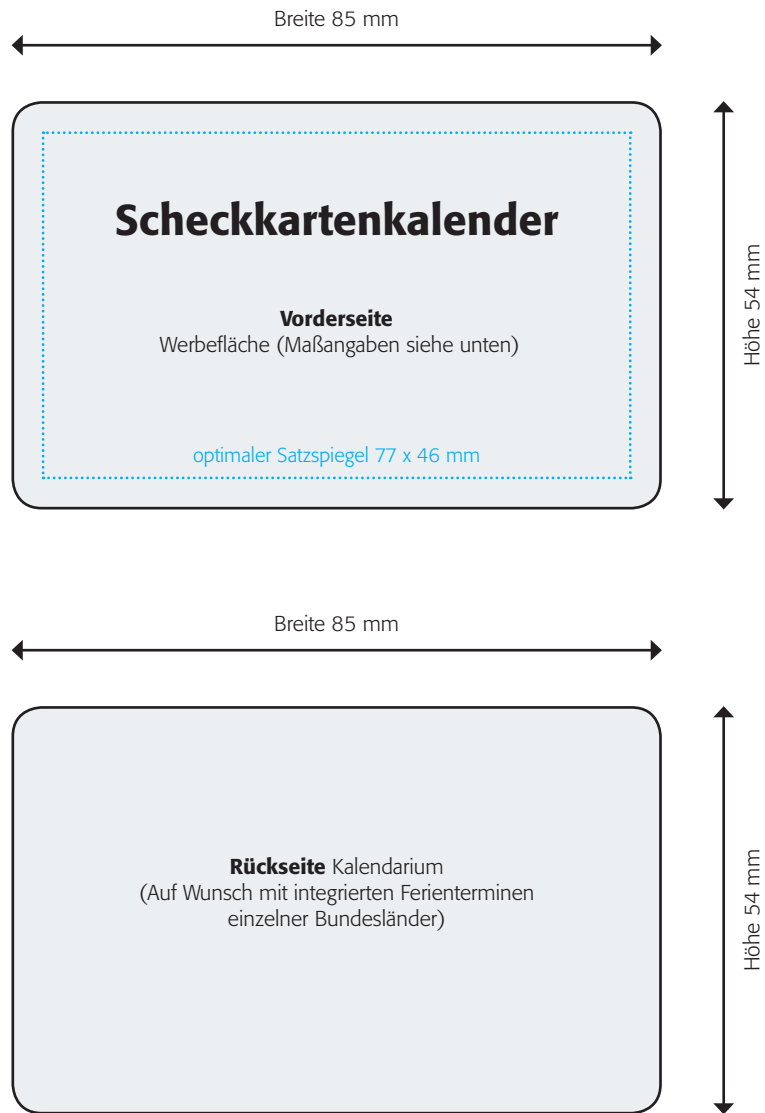 Breite 85 mm
Scheckkartenkalender
Vorderseite
Werbefläche (Maßangaben siehe unten)
optimaler Satzspiegel 77 x 46 mm
Höhe 54 mm
Breite 85 mm
Rückseite Kalendarium
(Auf Wunsch mit integrierten Ferienterminen
einzelner Bundesländer)
Höhe 54 mm